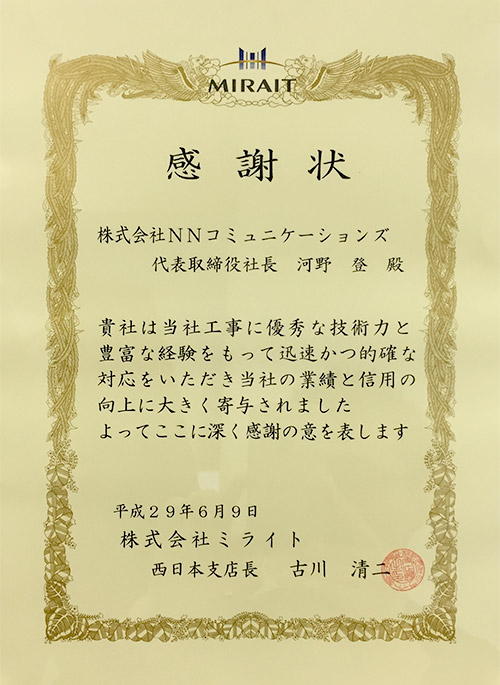 MIRAIT
感謝状
株式会社ＮＮコミュニケーションズ
代表取締役社長　河野　登　殿
貴社は当社工事に優秀な技術力と
豊富な経験をもって迅速かつ的確な
対応をいただき当社の業績と信用の
向上に大きく寄与されました
よってここに深く感謝の意を表します
平成２９年６月９日
株式会社ミライト
西日本支店長　古川　清二